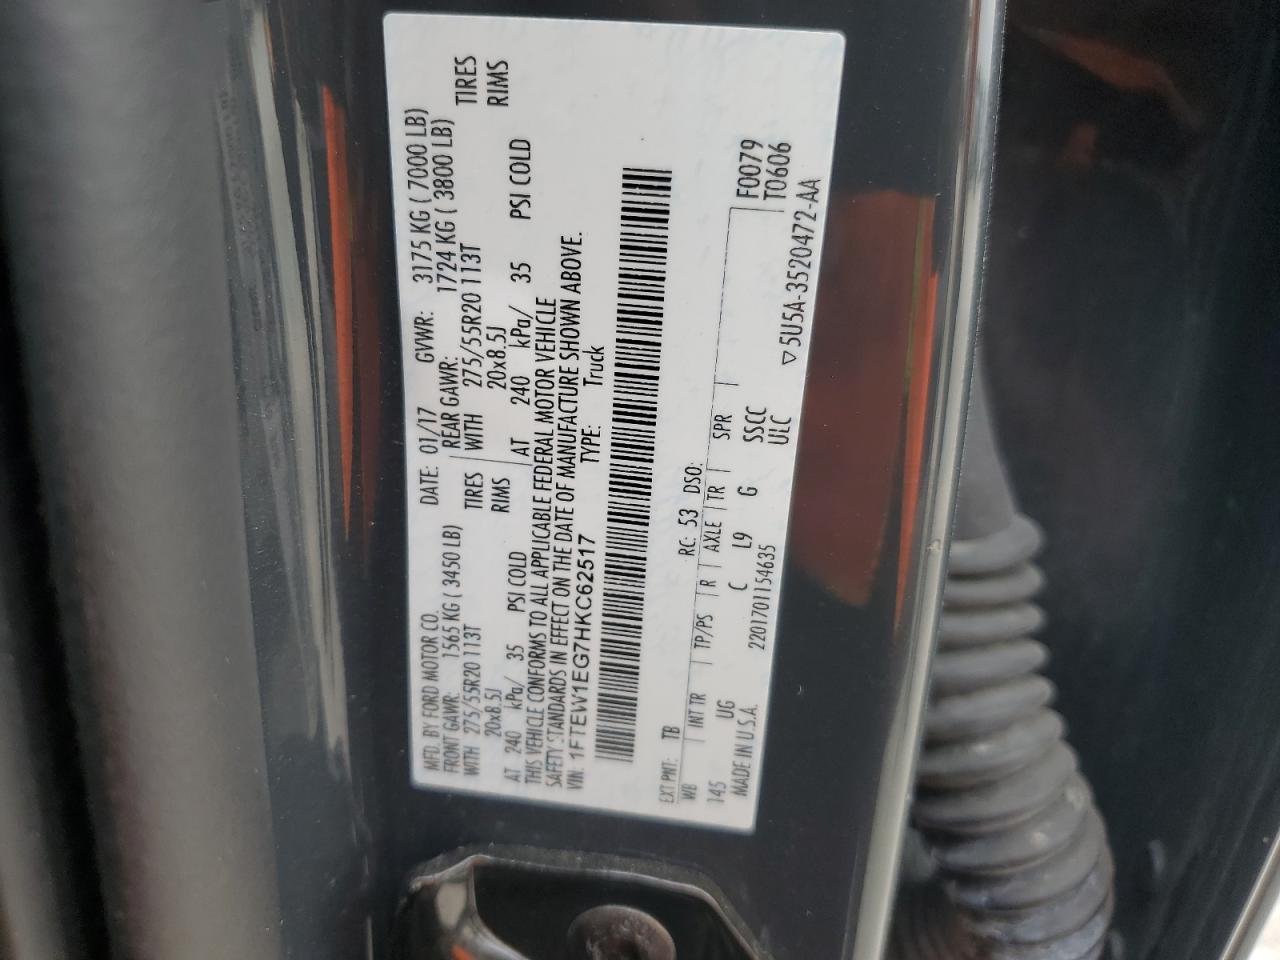 MFD. BY FORD MOTOR CO.
DATE: 01/17 GVWR: 3175 KG ( 7000 LB)
FRONT GAWR: 1565 KG ( 3450 LB) REAR GAWR: 1724 KG ( 3800 LB)
WITH 275/55R20 113T TIRES WITH 275/55R20 113T TIRES
20x8.5J RIMS 20x8.5J RIMS
AT 240 kPa/ 35 PSI COLD AT 240 kPa/ 35 PSI COLD
THIS VEHICLE CONFORMS TO ALL APPLICABLE FEDERAL MOTOR VEHICLE
SAFETY STANDARDS IN EFFECT ON THE DATE OF MANUFACTURE SHOWN ABOVE.
VIN: 1FTEW1EG7HKC62517 TYPE: Truck
EXT PNT: TB RC: 53 DSO:
WB INT TR TP/PS R AXLE TR SPR F0079
145 UG C L9 G SSCC T0606
MADE IN U.S.A. 2201701154635 ULC ▽5U5A-3520472-AA